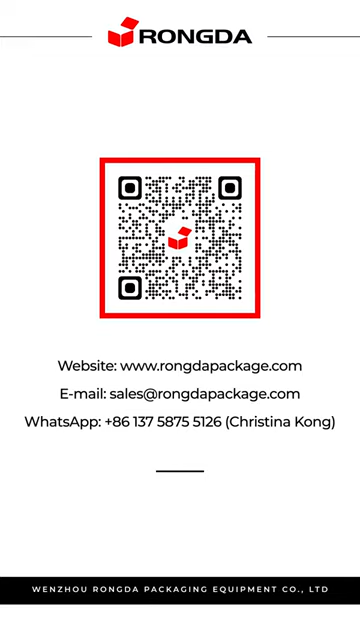 RONGDA
Website: www.rongdapackage.com
E-mail: sales@rongdapackage.com
WhatsApp: +86 137 5875 5126 (Christina Kong)
WENZHOU RONGDA PACKAGING EQUIPMENT CO., LTD